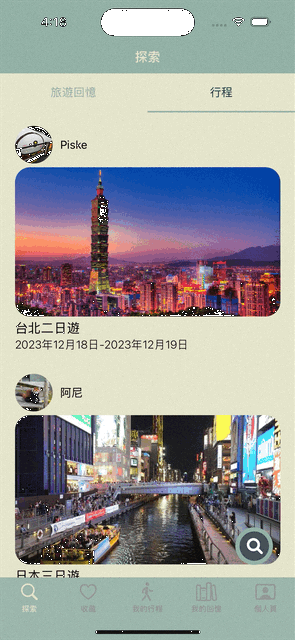 4:18
探索
旅遊回憶
行程
Piske
台北二日遊
2023年12月18日-2023年12月19日
阿尼
日本三日遊
探索
收藏
我的行程
我的創作
個人頁